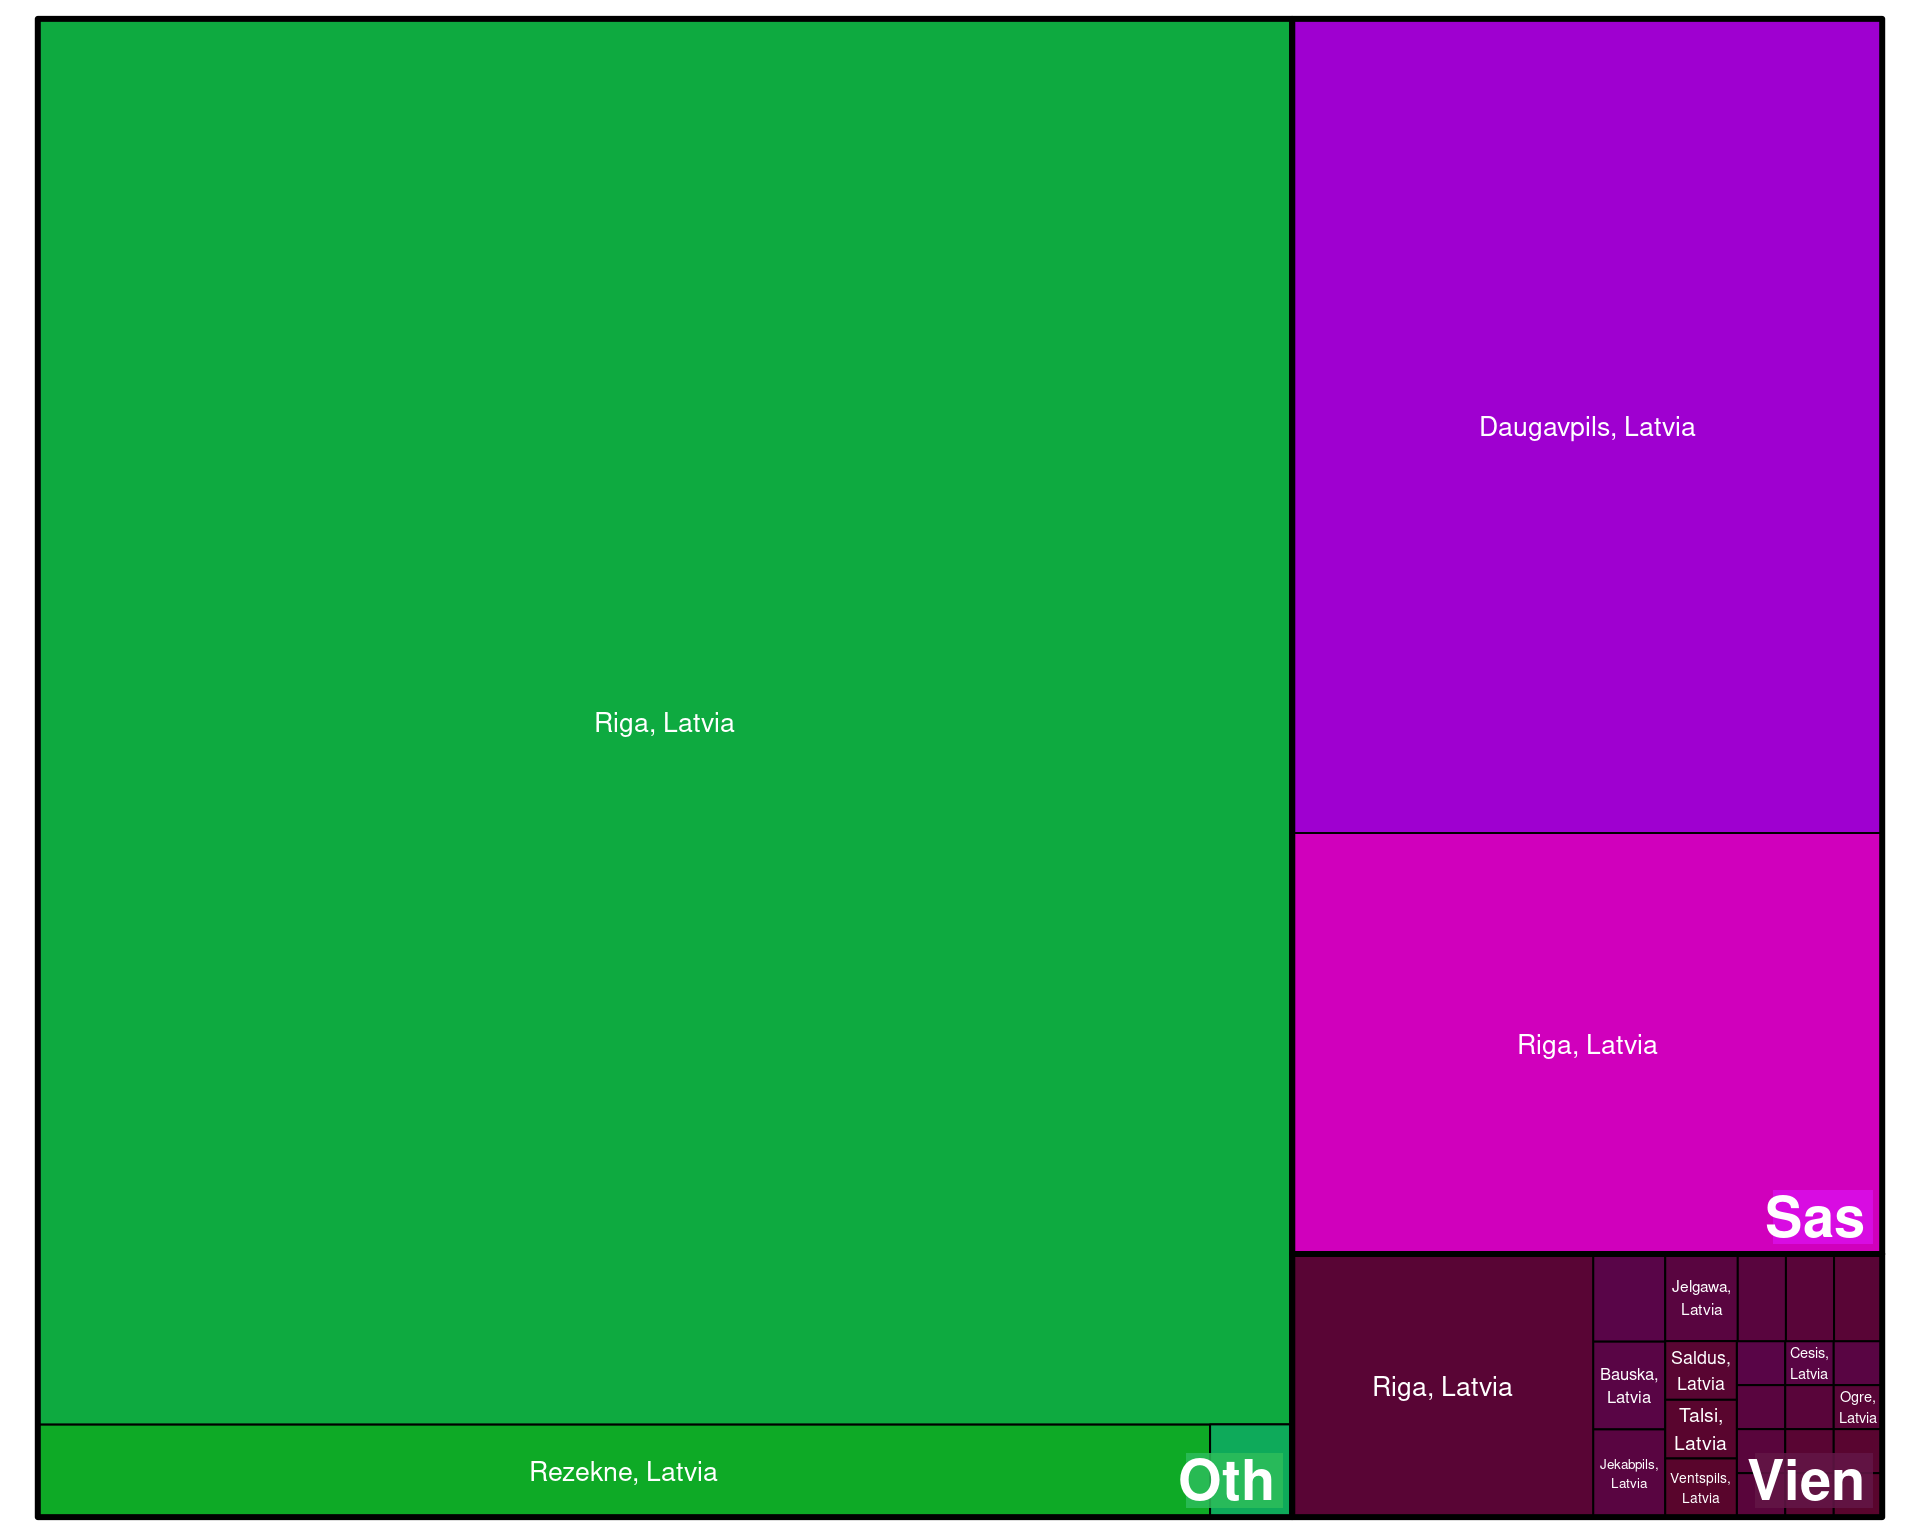 Riga, Latvia
Rezekne, Latvia
Oth
Daugavpils, Latvia
Riga, Latvia
Sas
Riga, Latvia
Bauska,
Latvia
Jekabpils,
Latvia
Jelgawa,
Latvia
Saldus,
Latvia
Talsi,
Latvia
Ventspils,
Latvia
Cesis,
Latvia
Ogre,
Latvia
Vien